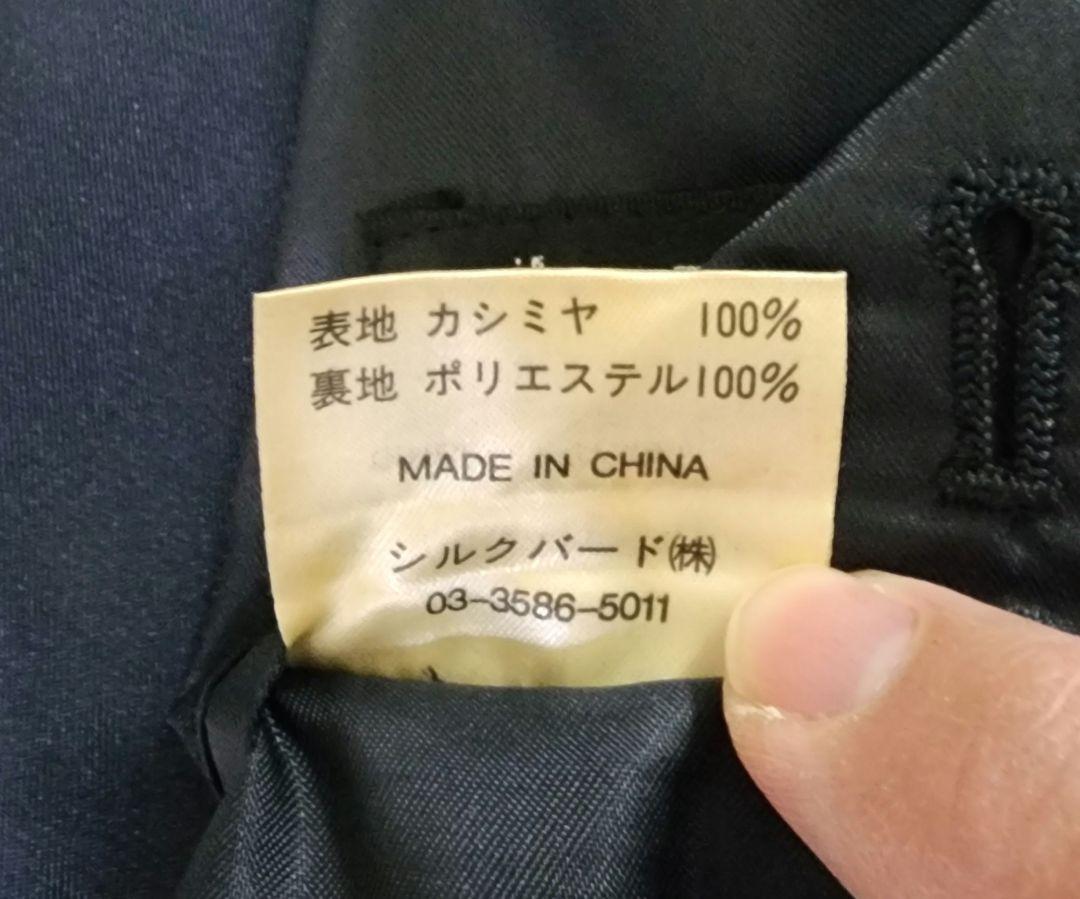 表地 カシミヤ 100%
裏地 ポリエステル100%
MADE IN CHINA
シルクバード(株)
03-3586-5011